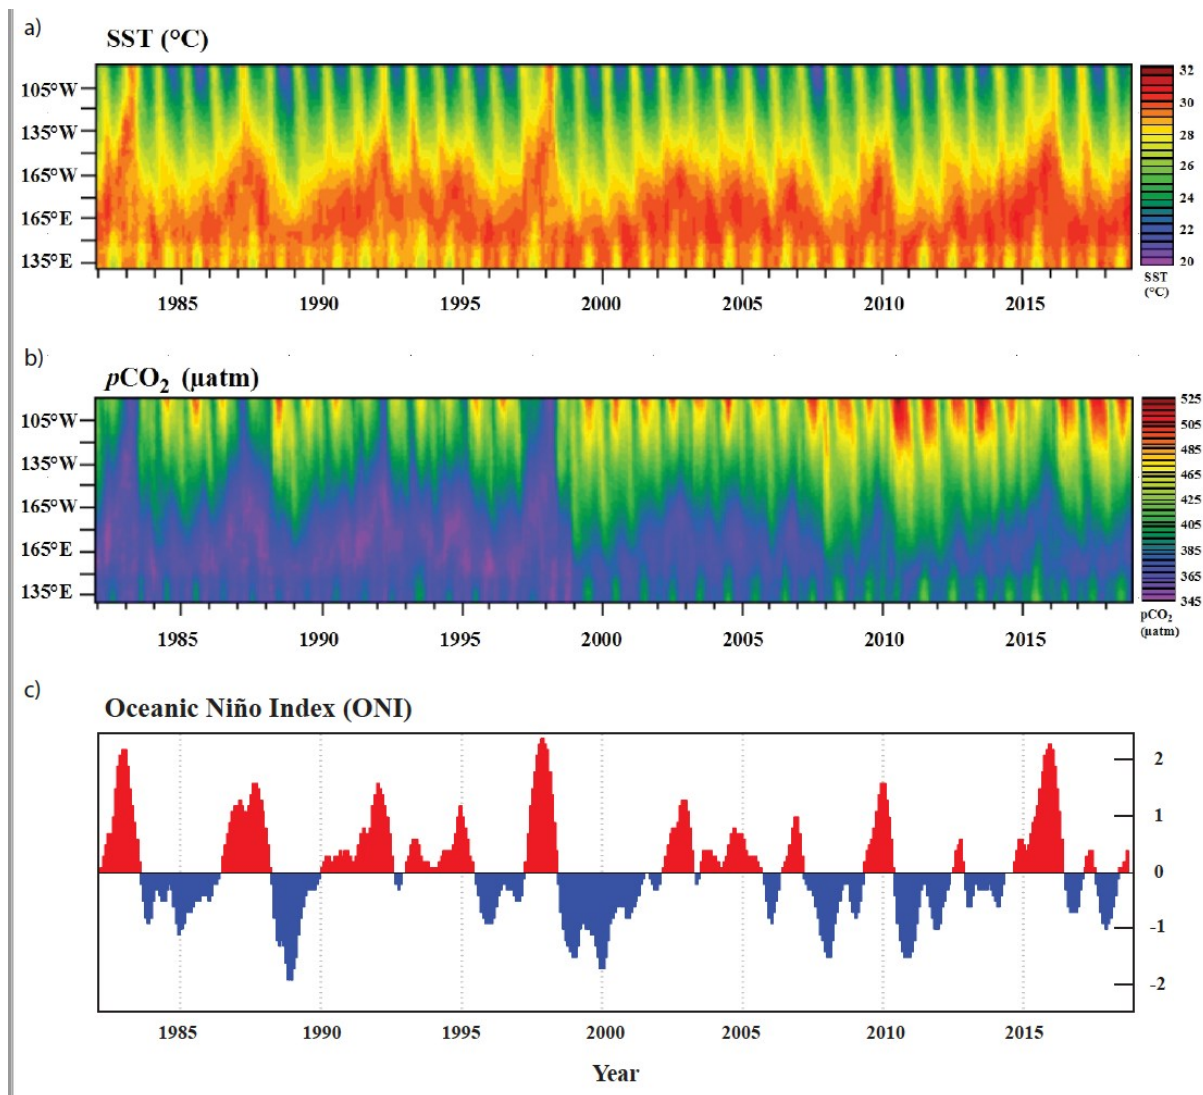 a)
SST (°C)
105°W
135°W
165°W
165°E
135°E
1985 1990 1995 2000 2005 2010 2015
32
30
28
26
24
22
20
SST
(°C)
b)
pCO₂ (µatm)
105°W
135°W
165°W
165°E
135°E
1985 1990 1995 2000 2005 2010 2015
525
505
485
465
445
425
405
385
365
345
pCO₂
(µatm)
c)
Oceanic Niño Index (ONI)
2
1
0
-1
-2
1985 1990 1995 2000 2005 2010 2015
Year